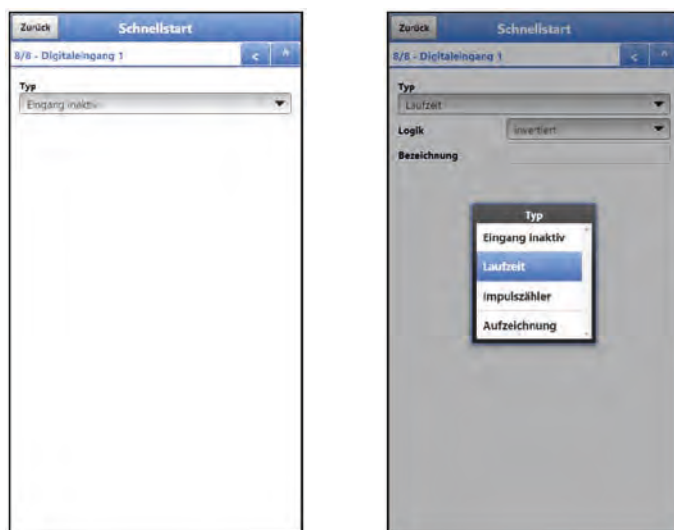 Zurück Schnellstart
8/8 - Digitaleingang 1 < ^
Typ
Eingang inaktiv
Zurück Schnellstart
8/8 - Digitaleingang 1 < ^
Typ
Laufzeit
Logik invertiert
Bezeichnung
Typ
Eingang inaktiv
Laufzeit
Impulszähler
Aufzeichnung